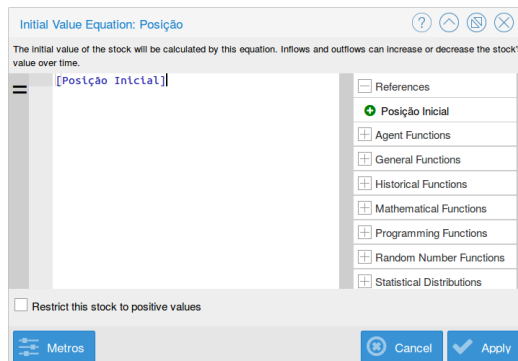 Initial Value Equation: Posição
The initial value of the stock will be calculated by this equation. Inflows and outflows can increase or decrease the stock'
value over time.
=
[Posição Inicial]
References
Posição Inicial
Agent Functions
General Functions
Historical Functions
Mathematical Functions
Programming Functions
Random Number Functions
Statistical Distributions
Restrict this stock to positive values
Metros
Cancel
Apply